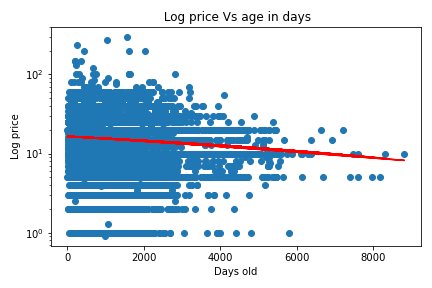 Log price Vs age in days
Log price
10²
10¹
10⁰
0 2000 4000 6000 8000
Days old